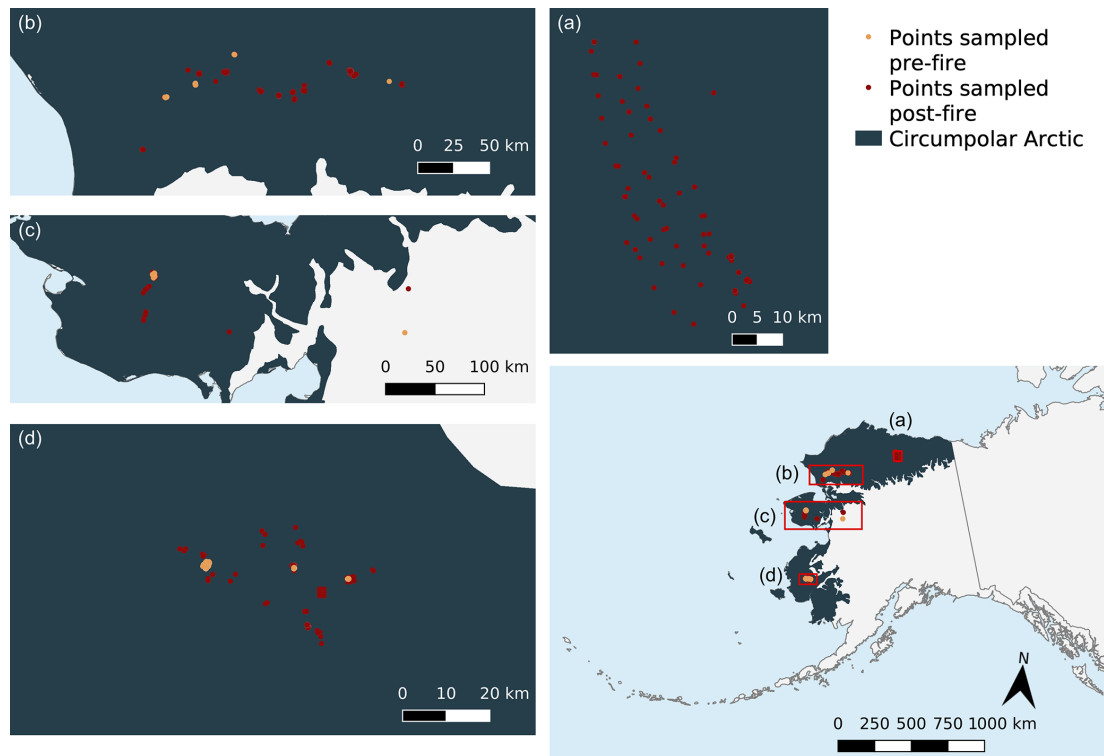 (b)
0 25 50 km
(c)
0 50 100 km
(d)
0 10 20 km
(a)
0 5 10 km
Points sampled
pre-fire
Points sampled
post-fire
Circumpolar Arctic
(a)
(b)
(c)
(d)
N
0 250 500 750 1000 km